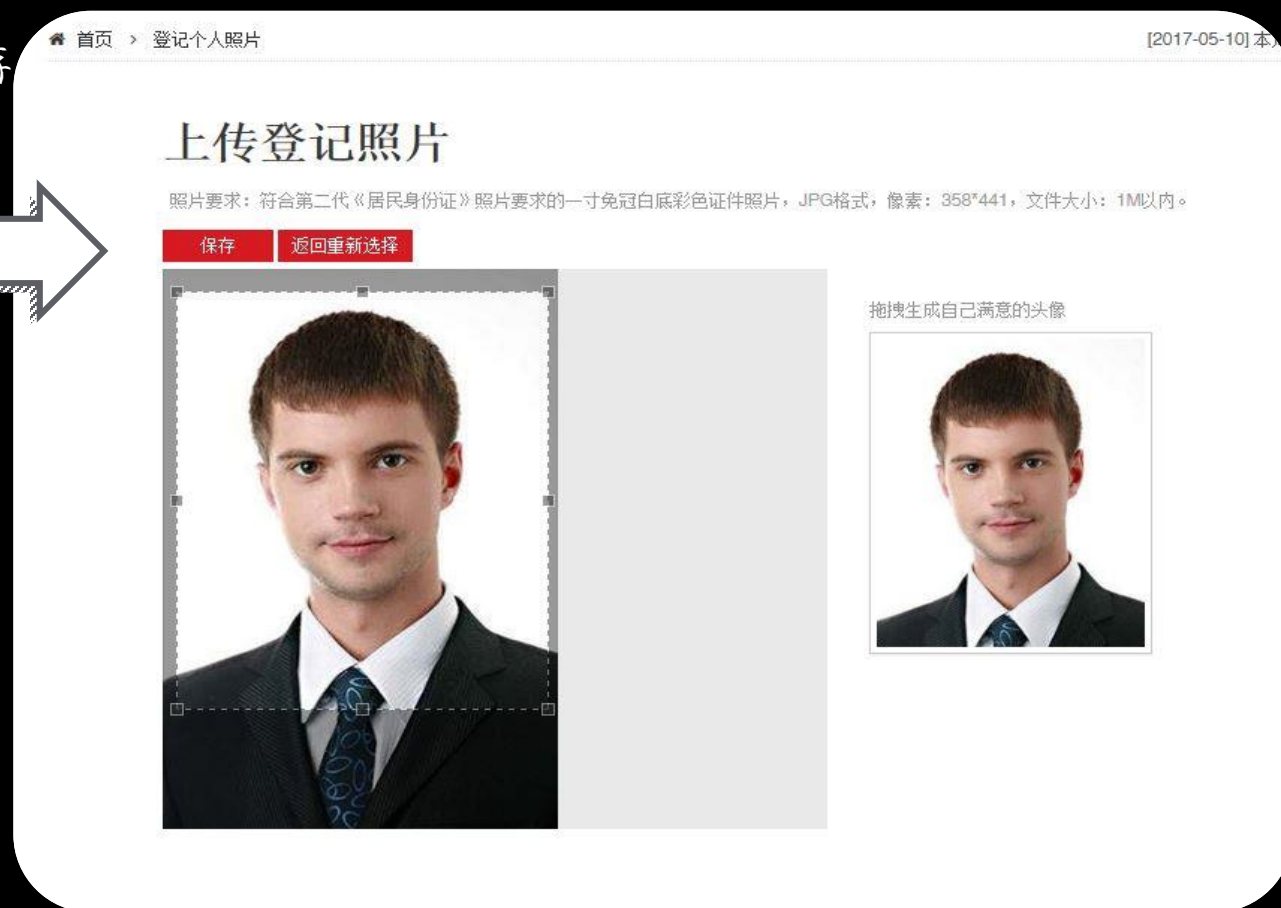 首页 > 登记个人照片
[2017-05-10] 本
上传登记照片
照片要求：符合第二代《居民身份证》照片要求的一寸免冠白底彩色证件照片，JPG格式，像素：358*441，文件大小：1M以内。
保存
返回重新选择
拖拽生成自己满意的头像